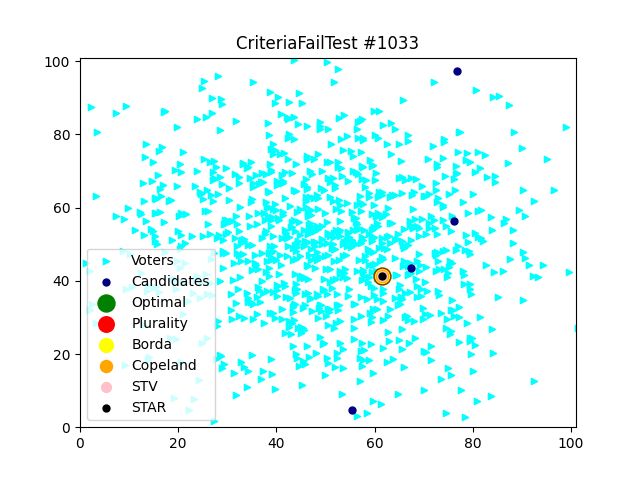 CriteriaFailTest #1033
100
80
60
40
20
0
Voters
Candidates
Optimal
Plurality
Borda
Copeland
STV
STAR
0 20 40 60 80 100